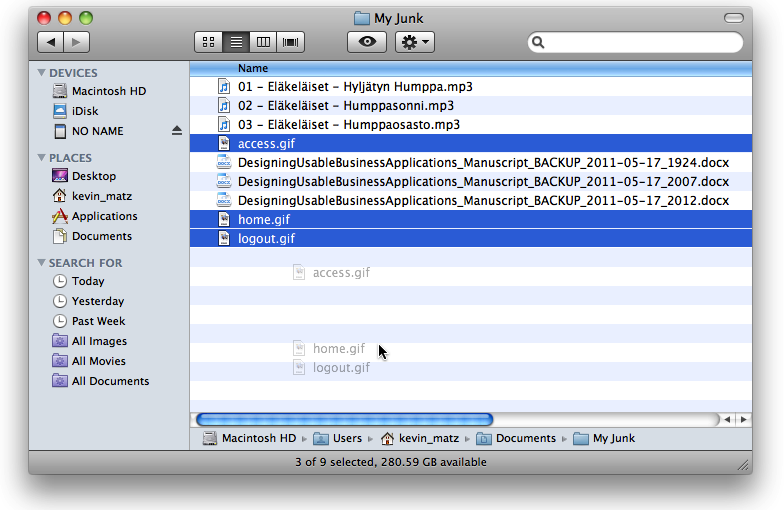 My Junk
Name
DEVICES
Macintosh HD
iDisk
NO NAME
PLACES
Desktop
kevin_matz
Applications
Documents
SEARCH FOR
Today
Yesterday
Past Week
All Images
All Movies
All Documents
01 – Eläkeläiset – Hyljätyn Humppa.mp3
02 – Eläkeläiset – Humppasonni.mp3
03 – Eläkeläiset – Humppaosasto.mp3
access.gif
DesigningUsableBusinessApplications_Manuscript_BACKUP_2011-05-17_1924.docx
DesigningUsableBusinessApplications_Manuscript_BACKUP_2011-05-17_2007.docx
DesigningUsableBusinessApplications_Manuscript_BACKUP_2011-05-17_2012.docx
home.gif
logout.gif
access.gif
home.gif
logout.gif
Macintosh HD ▸ Users ▸ kevin_matz ▸ Documents ▸ My Junk
3 of 9 selected, 280.59 GB available